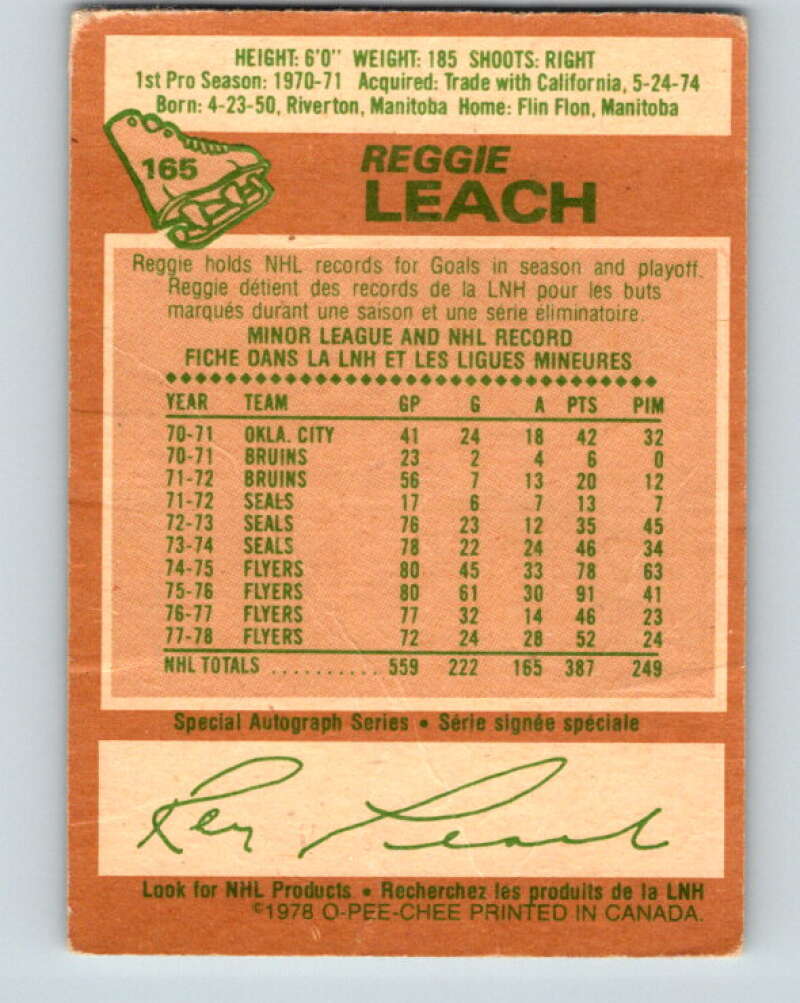 HEIGHT: 6'0" WEIGHT: 185 SHOOTS: RIGHT
1st Pro Season: 1970-71 Acquired: Trade with California, 5-24-74
Born: 4-23-50, Riverton, Manitoba Home: Flin Flon, Manitoba
165
REGGIE
LEACH
Reggie holds NHL records for Goals in season and playoff.
Reggie détient des records de la LNH pour les buts
marqués durant une saison et une série éliminatoire.
MINOR LEAGUE AND NHL RECORD
FICHE DANS LA LNH ET LES LIGUES MINEURES
YEAR TEAM GP G A PTS PIM
70-71 OKLA. CITY 41 24 18 42 32
70-71 BRUINS 23 2 4 6 0
71-72 BRUINS 56 7 13 20 12
71-72 SEALS 17 6 7 13 7
72-73 SEALS 76 23 12 35 45
73-74 SEALS 78 22 24 46 34
74-75 FLYERS 80 45 33 78 63
75-76 FLYERS 80 61 30 91 41
76-77 FLYERS 77 32 14 46 23
77-78 FLYERS 72 24 28 52 24
NHL TOTALS .......... 559 222 165 387 249
Special Autograph Series • Série signée spéciale
Reg Leach
Look for NHL Products • Recherchez les produits de la LNH
©1978 O-PEE-CHEE PRINTED IN CANADA.